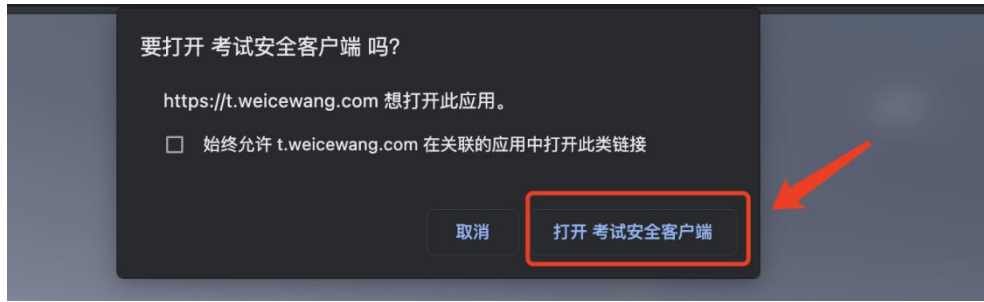 要打开 考试安全客户端 吗?
https://t.weicewang.com 想打开此应用。
始终允许 t.weicewang.com 在关联的应用中打开此类链接
取消
打开 考试安全客户端